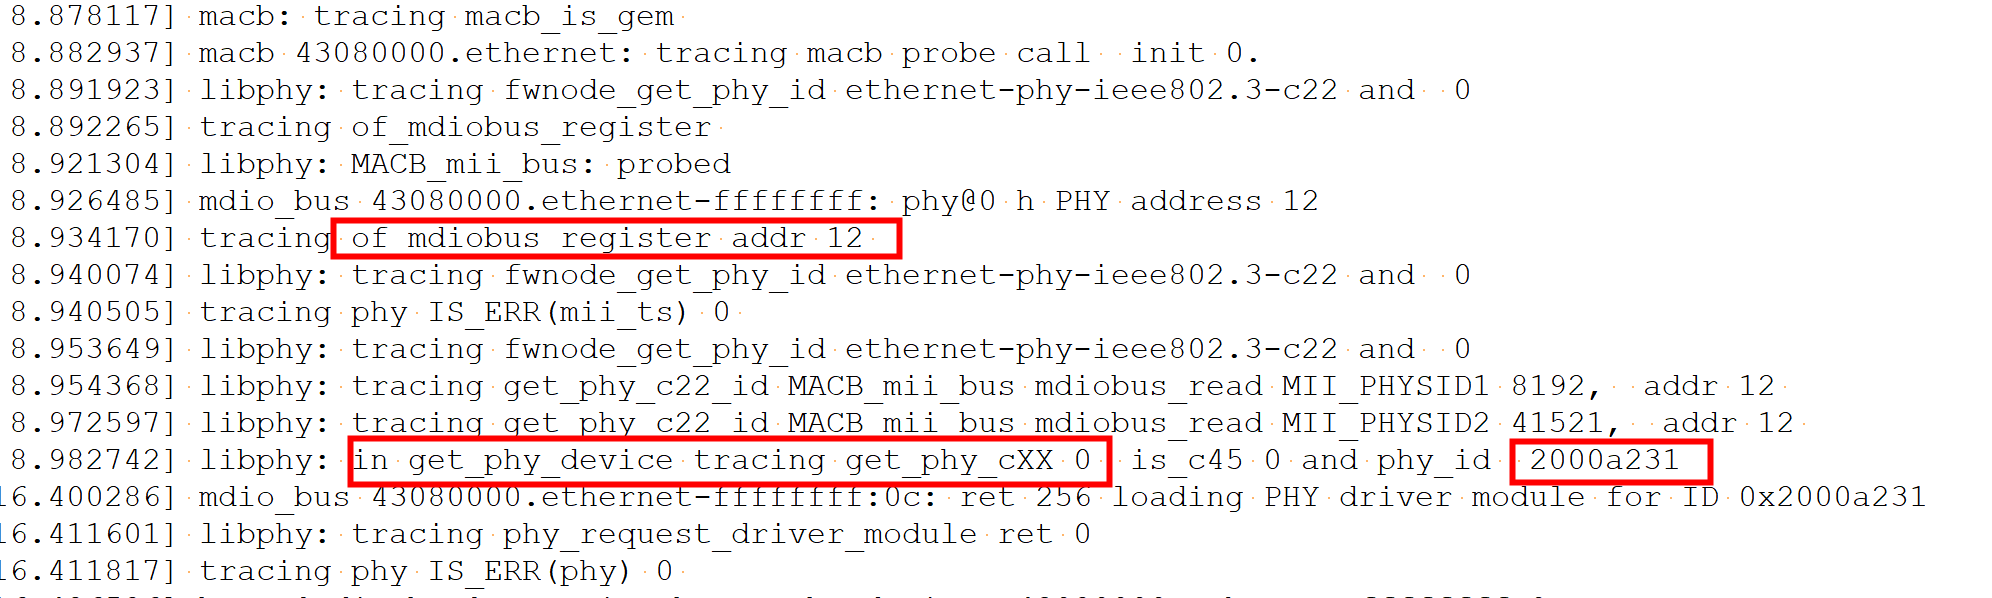 8.878117] macb: tracing macb_is_gem
8.882937] macb 43080000.ethernet: tracing macb probe call  init 0.
8.891923] libphy: tracing fwnode_get_phy_id ethernet-phy-ieee802.3-c22 and  0
8.892265] tracing of_mdiobus_register
8.921304] libphy: MACB_mii_bus: probed
8.926485] mdio_bus 43080000.ethernet-ffffffff: phy@0 h PHY address 12
8.934170] tracing of mdiobus register addr 12
8.940074] libphy: tracing fwnode_get_phy_id ethernet-phy-ieee802.3-c22 and  0
8.940505] tracing phy IS_ERR(mii_ts) 0
8.953649] libphy: tracing fwnode_get_phy_id ethernet-phy-ieee802.3-c22 and  0
8.954368] libphy: tracing get_phy_c22_id MACB_mii_bus mdiobus_read MII_PHYSID1 8192,  addr 12
8.972597] libphy: tracing get_phy_c22_id MACB_mii_bus mdiobus_read MII_PHYSID2 41521,  addr 12
8.982742] libphy: in get_phy_device tracing get_phy_cXX 0  is_c45 0 and phy_id  2000a231
16.400286] mdio_bus 43080000.ethernet-ffffffff:0c: ret 256 loading PHY driver module for ID 0x2000a231
16.411601] libphy: tracing phy_request_driver_module ret 0
16.411817] tracing phy IS_ERR(phy) 0